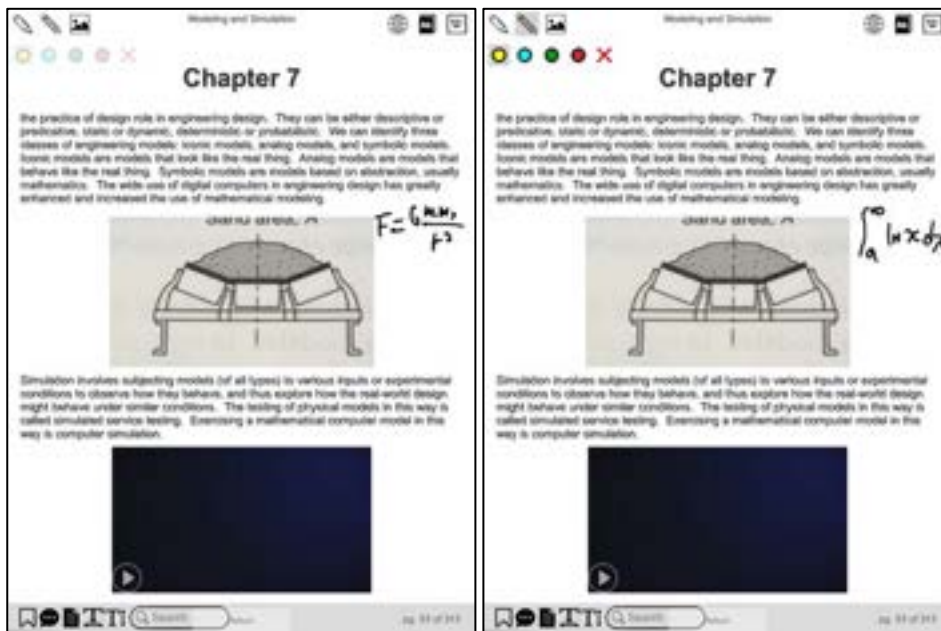 Modeling and Simulation
Chapter 7
the practice of design role in engineering design. They can be either descriptive or
predicative, static or dynamic, deterministic or probabilistic. We can identify three
classes of engineering models: iconic models, analog models, and symbolic models.
Iconic models are models that look like the real thing. Analog models are models that
behave like the real thing. Symbolic models are models based on abstraction, usually
mathematics. The wide use of digital computers in engineering design has greatly
enhanced and increased the use of mathematical modeling
F=
Simulation involves subjecting models (of all types) to various inputs or experimental
conditions to observe how they behave, and thus explore how the real-world design
might behave under similar conditions. The testing of physical models in this way is
called simulated service testing. Exercising a mathematical computer model in this
way is computer simulation.
Search
Modeling and Simulation
Chapter 7
the practice of design role in engineering design. They can be either descriptive or
predicative, static or dynamic, deterministic or probabilistic. We can identify three
classes of engineering models: iconic models, analog models, and symbolic models.
Iconic models are models that look like the real thing. Analog models are models that
behave like the real thing. Symbolic models are models based on abstraction, usually
mathematics. The wide use of digital computers in engineering design has greatly
enhanced and increased the use of mathematical modeling
∫ₐ^∞ ln x dx
Simulation involves subjecting models (of all types) to various inputs or experimental
conditions to observe how they behave, and thus explore how the real-world design
might behave under similar conditions. The testing of physical models in this way is
called simulated service testing. Exercising a mathematical computer model in this
way is computer simulation.
Search